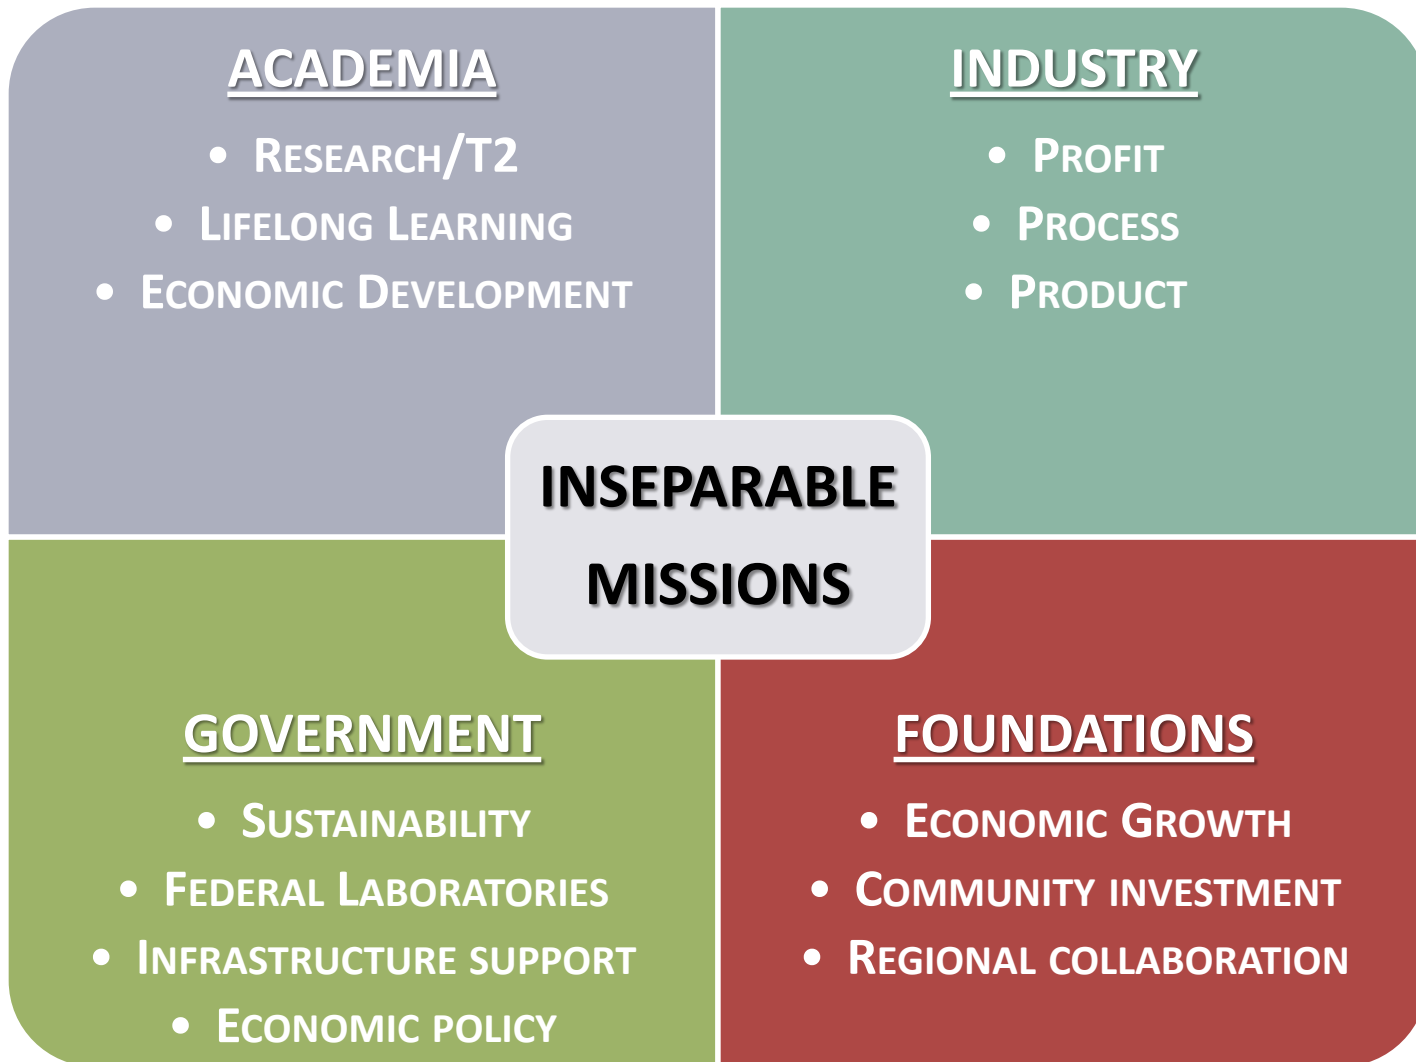 ACADEMIA
• Research/T2
• Lifelong Learning
• Economic Development
INDUSTRY
• Profit
• Process
• Product
INSEPARABLE
MISSIONS
GOVERNMENT
• Sustainability
• Federal Laboratories
• Infrastructure support
• Economic policy
FOUNDATIONS
• Economic Growth
• Community investment
• Regional collaboration